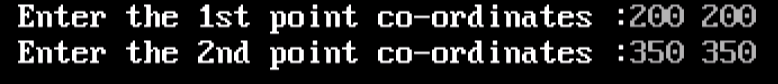 Enter the 1st point co-ordinates :200 200
Enter the 2nd point co-ordinates :350 350